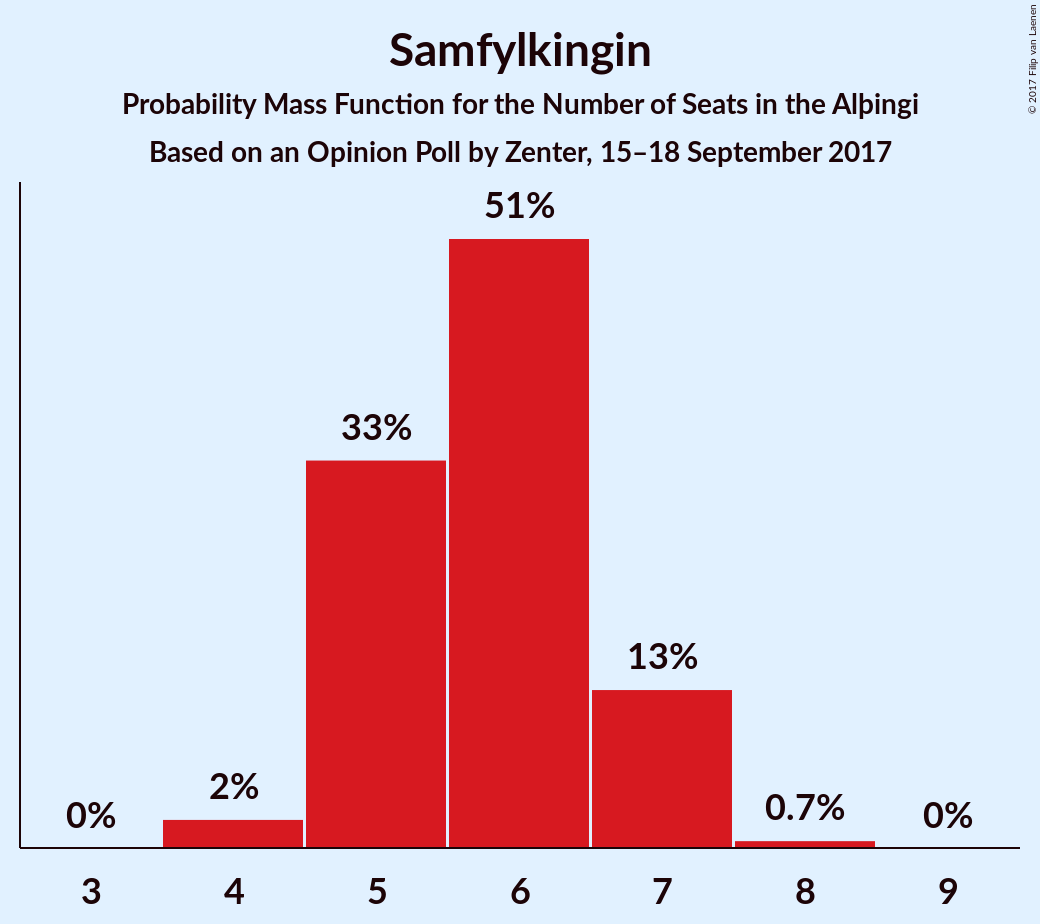 Samfylkingin
Probability Mass Function for the Number of Seats in the Alþingi
Based on an Opinion Poll by Zenter, 15–18 September 2017
© 2017 Filip van Laenen
51%
33%
13%
2%
0.7%
0%
0%
3 4 5 6 7 8 9